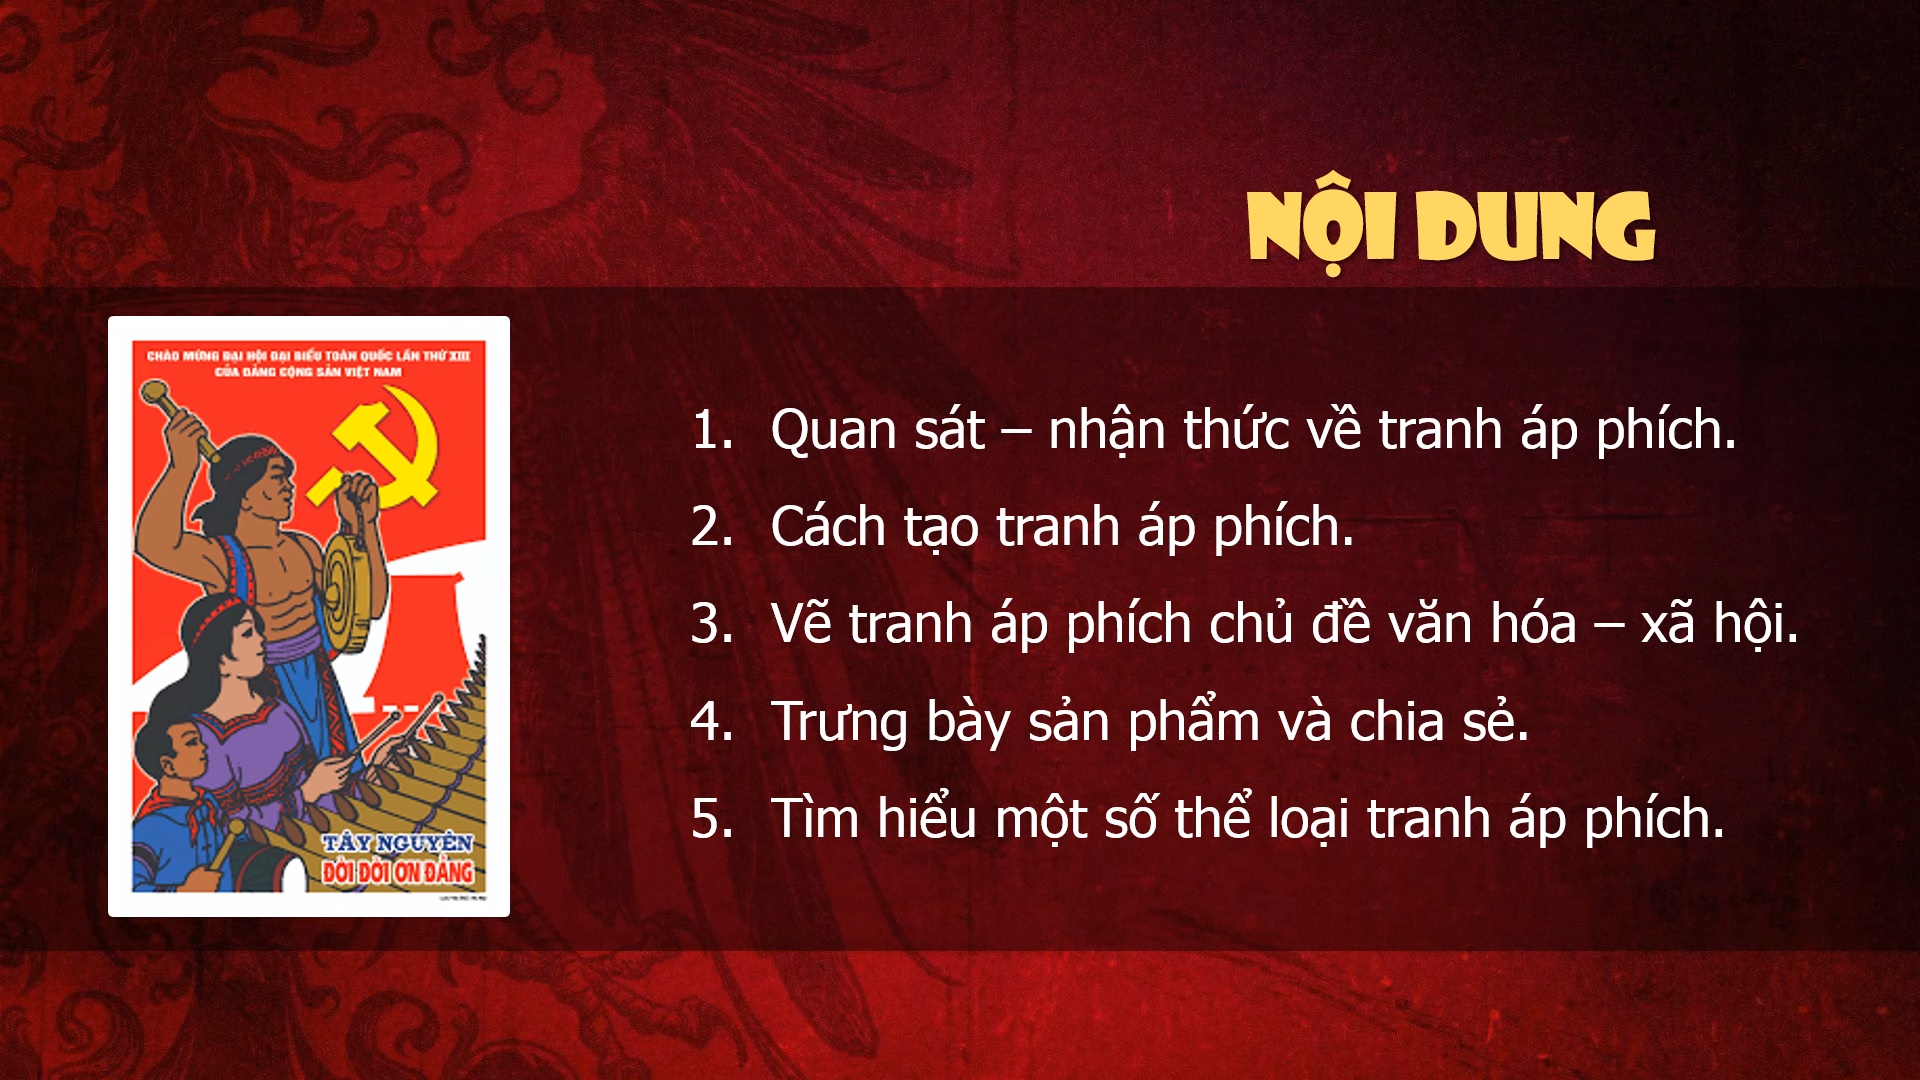 NỘI DUNG
CHÀO MỪNG ĐẠI HỘI ĐẠI BIỂU TOÀN QUỐC LẦN THỨ XIII
CỦA ĐẢNG CỘNG SẢN VIỆT NAM
TÂY NGUYÊN
ĐỜI ĐỜI ƠN ĐẢNG
1. Quan sát – nhận thức về tranh áp phích.
2. Cách tạo tranh áp phích.
3. Vẽ tranh áp phích chủ đề văn hóa – xã hội.
4. Trưng bày sản phẩm và chia sẻ.
5. Tìm hiểu một số thể loại tranh áp phích.